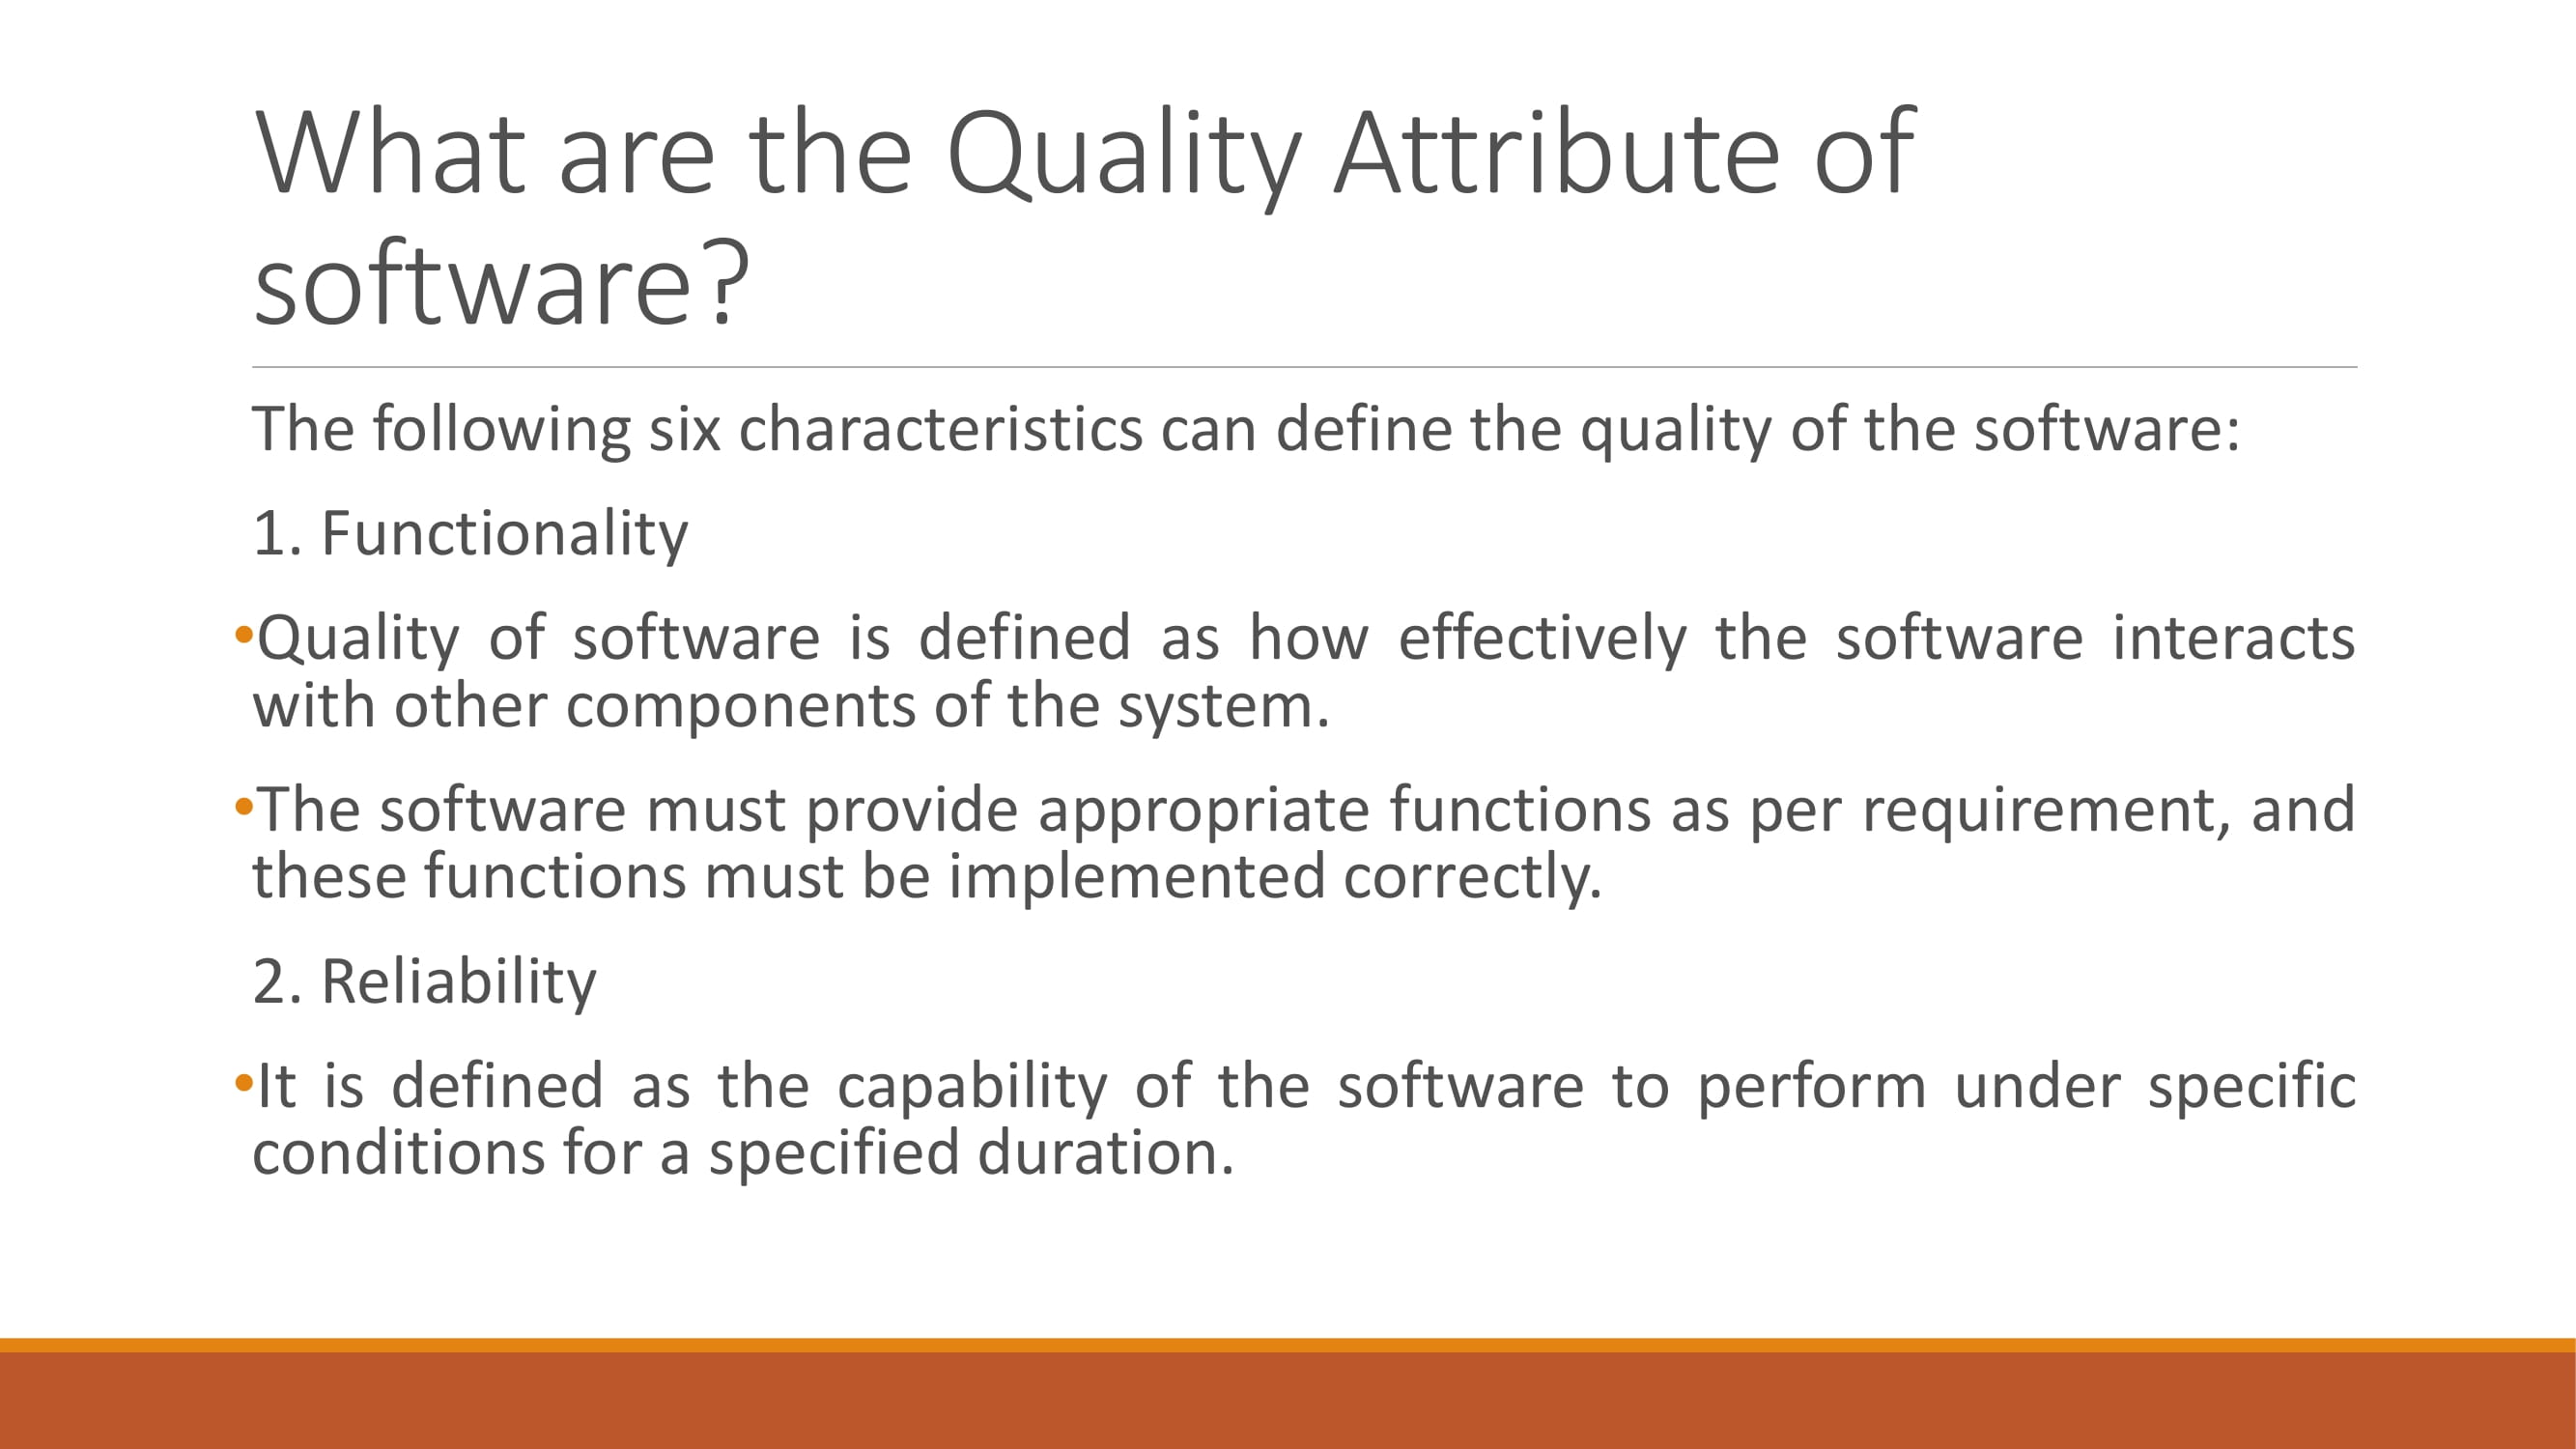 What are the Quality Attribute of
software?
The following six characteristics can define the quality of the software:
1. Functionality
•Quality of software is defined as how effectively the software interacts
with other components of the system.
•The software must provide appropriate functions as per requirement, and
these functions must be implemented correctly.
2. Reliability
•It is defined as the capability of the software to perform under specific
conditions for a specified duration.